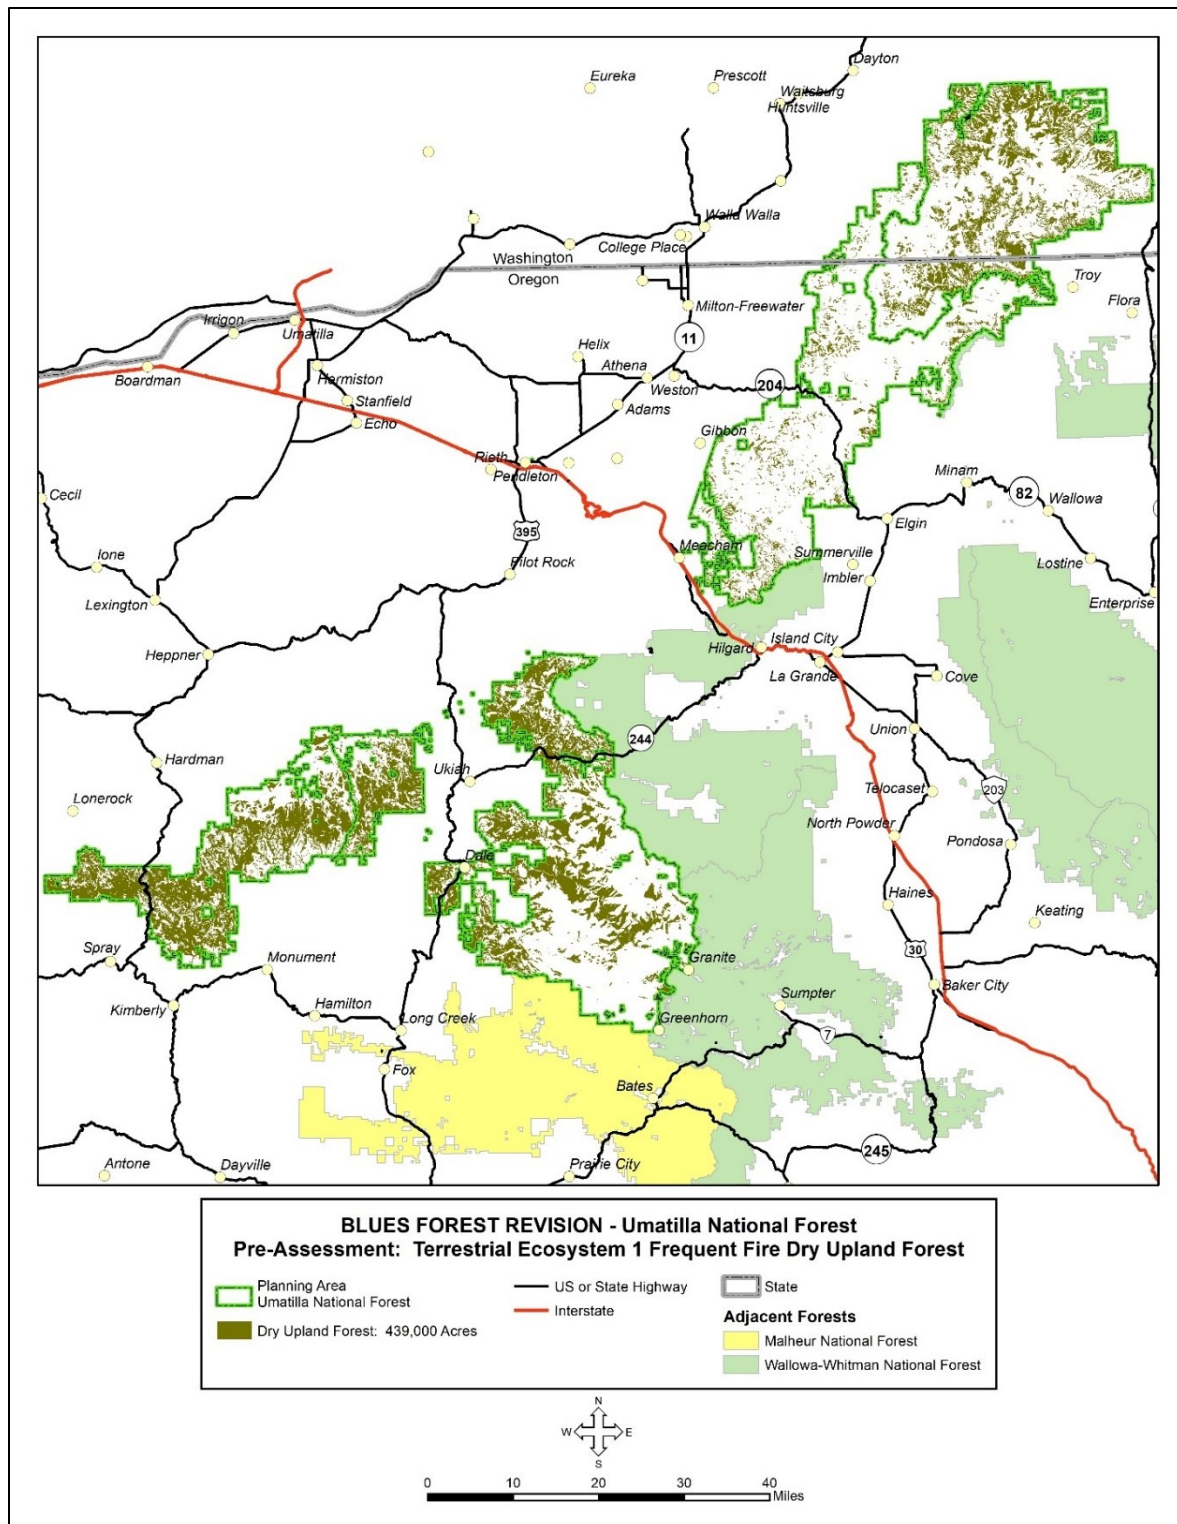 Dayton
Eureka
Prescott
Waitsburg
Huntsville
Walla Walla
College Place
Washington
Oregon
Troy
Flora
Milton-Freewater
Irrigon
Umatilla
11
Helix
Boardman
Hermiston
Athena
Weston
204
Stanfield
Adams
Echo
Gibbon
Rieth
Pendleton
Minam
Cecil
82
Wallowa
Elgin
395
Ione
Meacham
Summerville
Pilot Rock
Lostine
Imbler
Lexington
Enterprise
Heppner
Hilgard
Island City
La Grande
Cove
Union
244
Hardman
Ukiah
Telocaset
203
Lonerock
North Powder
Pondosa
Dale
Haines
Keating
Spray
30
Monument
Granite
Baker City
Sumpter
Kimberly
Hamilton
Long Creek
Greenhorn
7
Fox
Bates
245
Antone
Dayville
Prairie City
BLUES FOREST REVISION - Umatilla National Forest
Pre-Assessment: Terrestrial Ecosystem 1 Frequent Fire Dry Upland Forest
Planning Area
Umatilla National Forest
Dry Upland Forest: 439,000 Acres
US or State Highway
Interstate
State
Adjacent Forests
Malheur National Forest
Wallowa-Whitman National Forest
N
W E
S
0 10 20 30 40
Miles